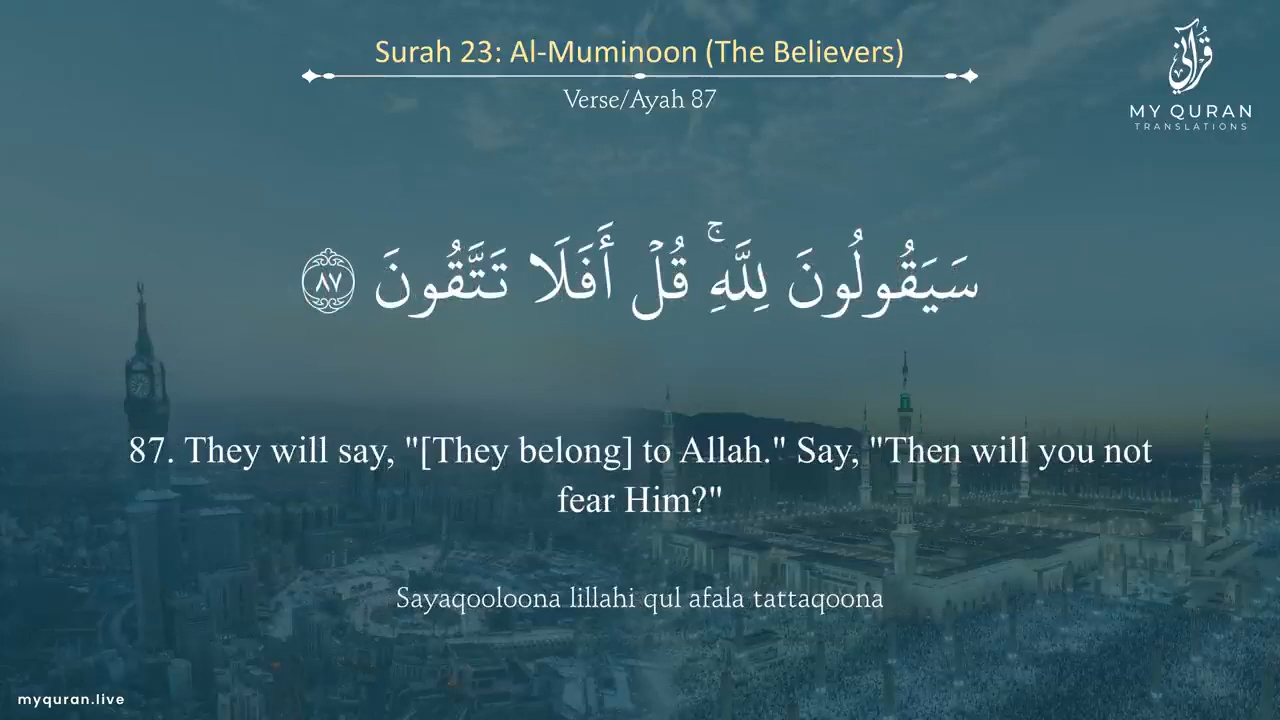 Surah 23: Al-Muminoon (The Believers)
Verse/Ayah 87
قرآني
MY QURAN
TRANSLATIONS
سَيَقُولُونَ لِلَّهِ ۚ قُلْ أَفَلَا تَتَّقُونَ ٨٧
87. They will say, "[They belong] to Allah." Say, "Then will you not
fear Him?"
Sayaqooloona lillahi qul afala tattaqoona
myquran.live